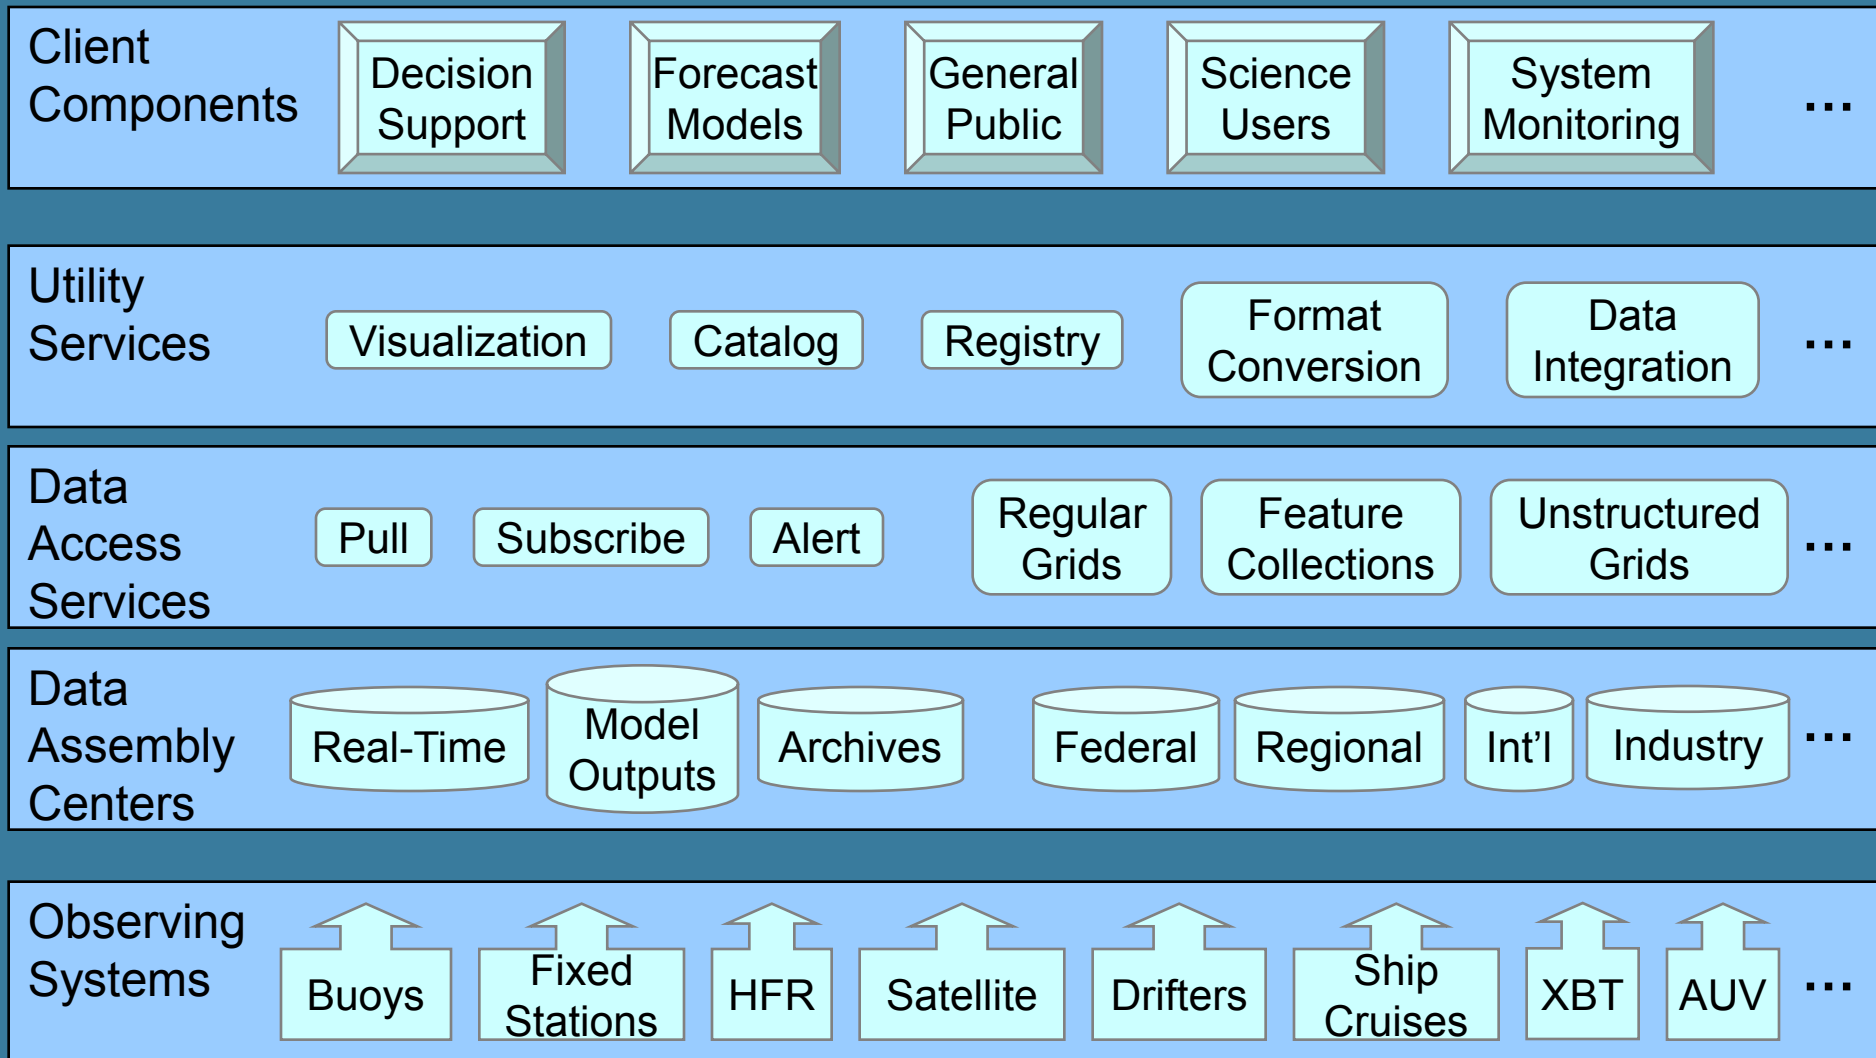 Client
Components
Decision
Support
Forecast
Models
General
Public
Science
Users
System
Monitoring
...
Utility
Services
Visualization
Catalog
Registry
Format
Conversion
Data
Integration
...
Data
Access
Services
Pull
Subscribe
Alert
Regular
Grids
Feature
Collections
Unstructured
Grids
...
Data
Assembly
Centers
Real-Time
Model
Outputs
Archives
Federal
Regional
Int’l
Industry
...
Observing
Systems
Buoys
Fixed
Stations
HFR
Satellite
Drifters
Ship
Cruises
XBT
AUV
...